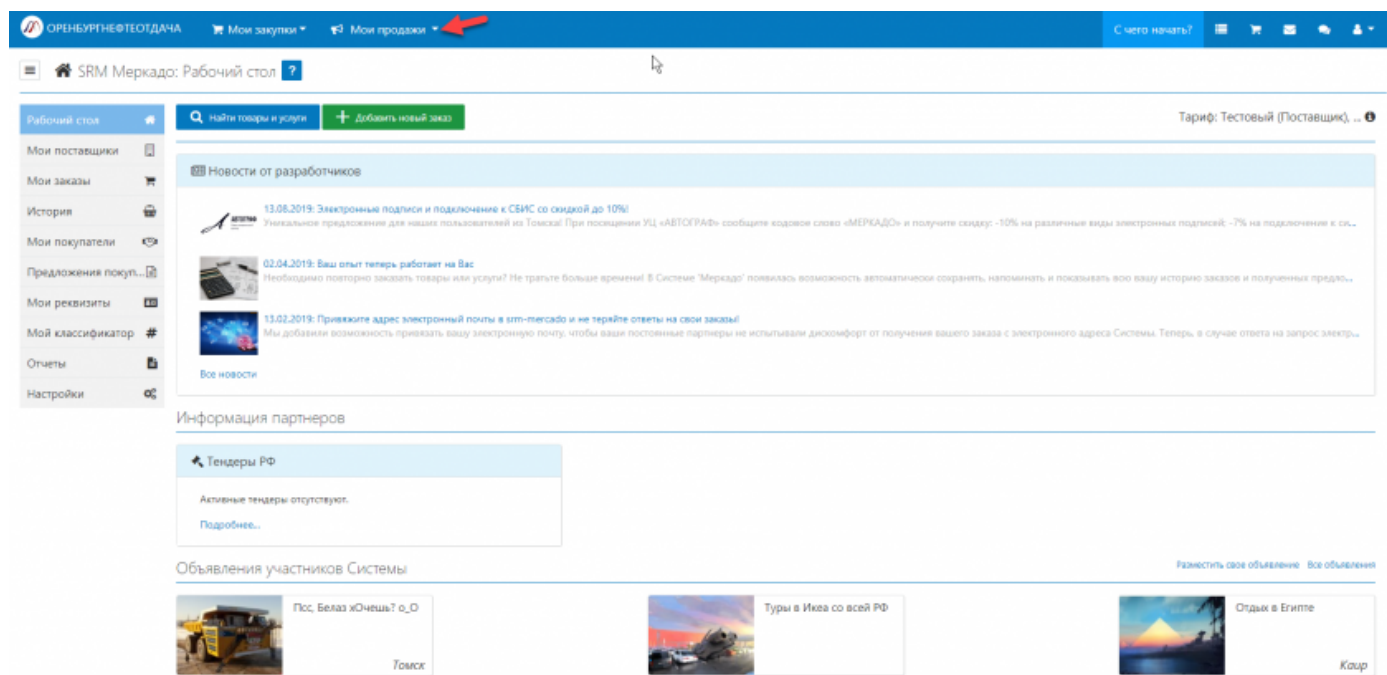 ОРЕНБУРГНЕФТЕОТДАЧА Мои закупки Мои продажи С чего начать?
SRM Меркадо: Рабочий стол ?
Рабочий стол
Мои поставщики
Мои заказы
История
Мои покупатели
Предложения покуп...
Мои реквизиты
Мой классификатор #
Отчеты
Настройки
Найти товары и услуги + Добавить новый заказ Тариф: Тестовый (Поставщик), ...
Новости от разработчиков
13.08.2019: Электронные подписи и подключение к СБИС со скидкой до 10%!
Уникальное предложение для наших пользователей из Томска! При посещении УЦ «АВТОГРАФ» сообщите кодовое слово «МЕРКАДО» и получите скидку: -10% на различные виды электронных подписей; -7% на подключение к си...
02.04.2019: Ваш опыт теперь работает на Вас
Необходимо повторно заказать товары или услуги? Не тратьте больше времени! В Системе "Меркадо" появилась возможность автоматически сохранять, напоминать и показывать всю вашу историю заказов и полученных предло...
13.02.2019: Привяжите адрес электронной почты в srm-mercado и не теряйте ответы на свои заказы!
Мы добавили возможность привязать вашу электронную почту, чтобы ваши постоянные партнеры не испытывали дискомфорт от получения вашего заказа с электронного адреса Системы. Теперь, в случае ответа на запрос электр...
Все новости
Информация партнеров
Тендеры РФ
Активные тендеры отсутствуют.
Подробнее...
Объявления участников Системы Разместить свое объявление Все объявления
Псс, Белаз хОчешь? о_О
Томск
Туры в Икеа со всей РФ
Отдых в Египте
Каир